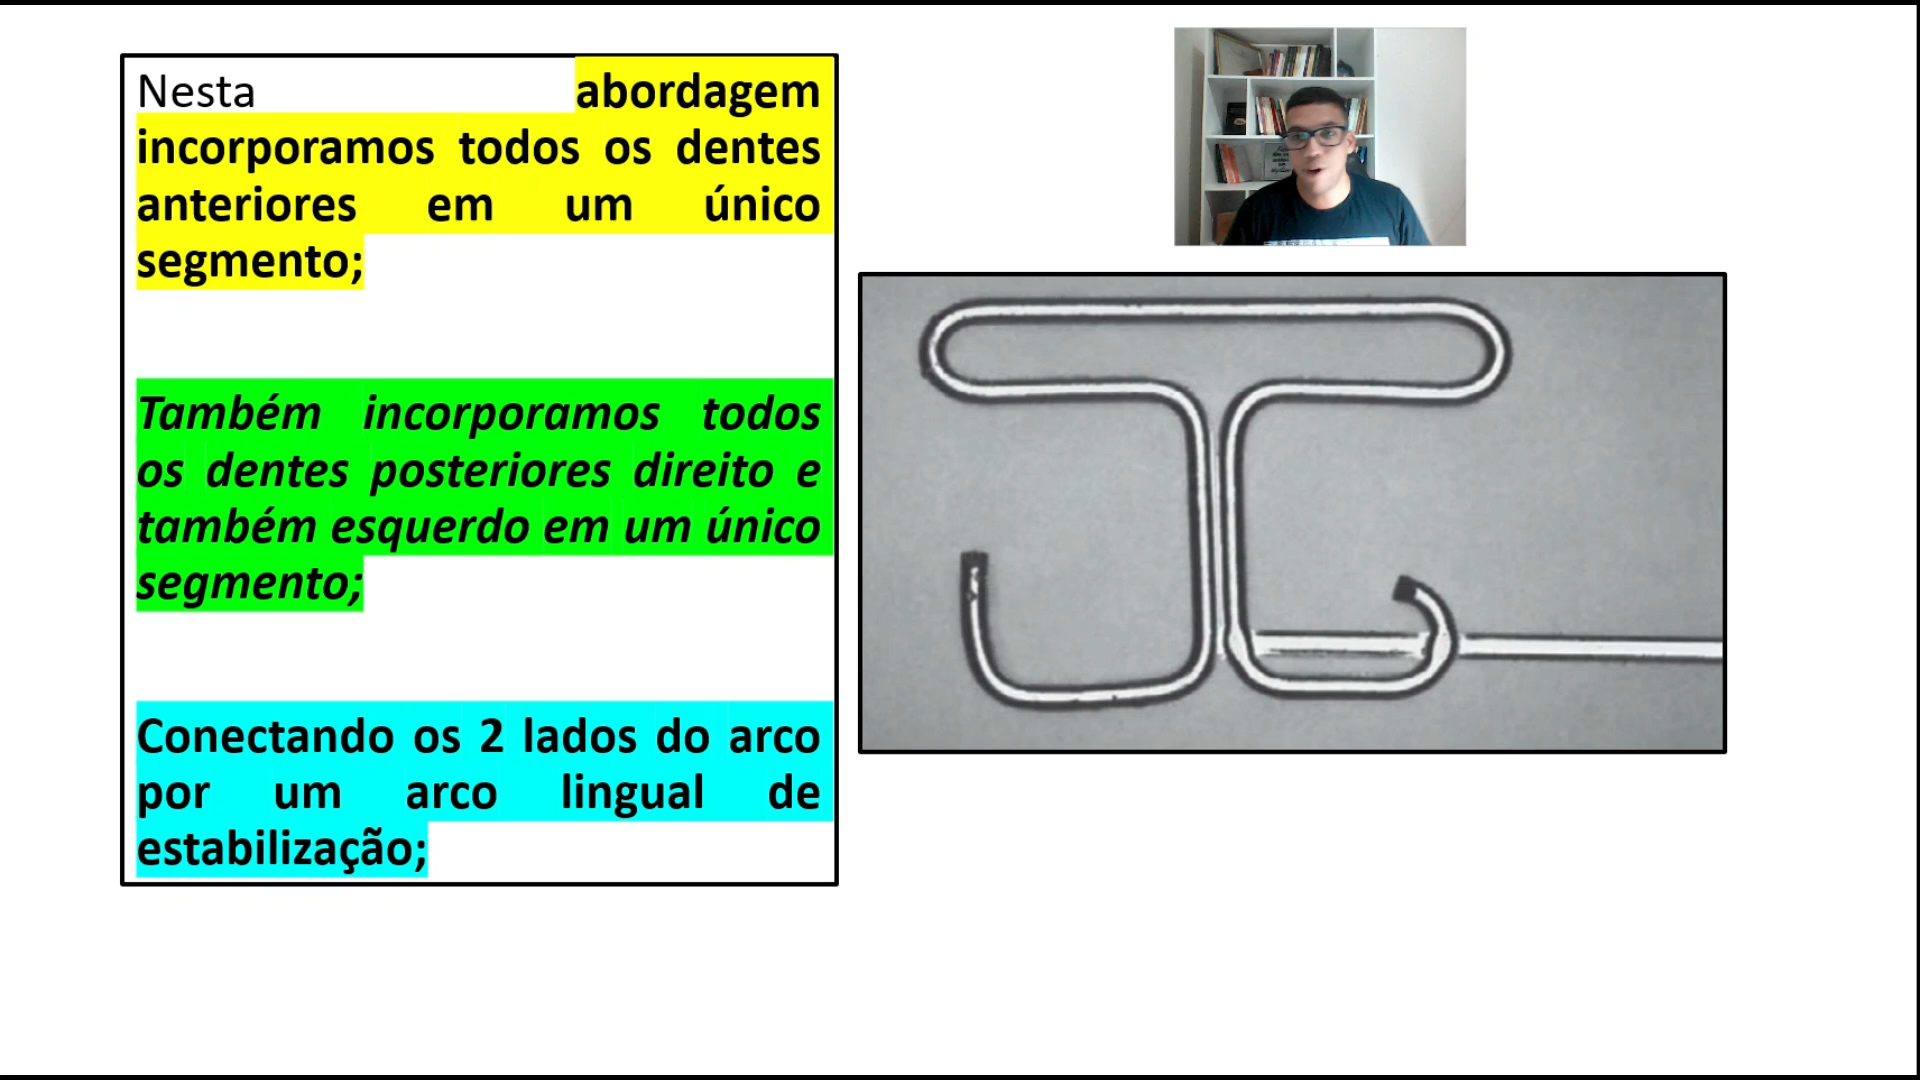 Nesta abordagem
incorporamos todos os dentes
anteriores em um único
segmento;
Também incorporamos todos
os dentes posteriores direito e
também esquerdo em um único
segmento;
Conectando os 2 lados do arco
por um arco lingual de
estabilização;